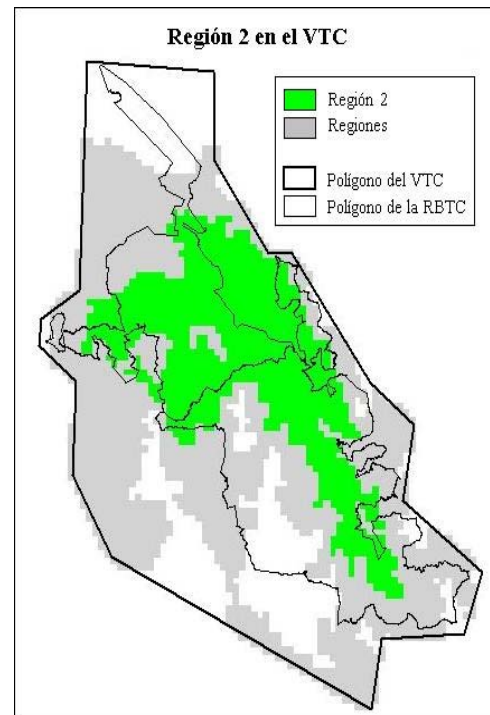 Región 2 en el VTC
Región 2
Regiones
Polígono del VTC
Polígono de la RBTC